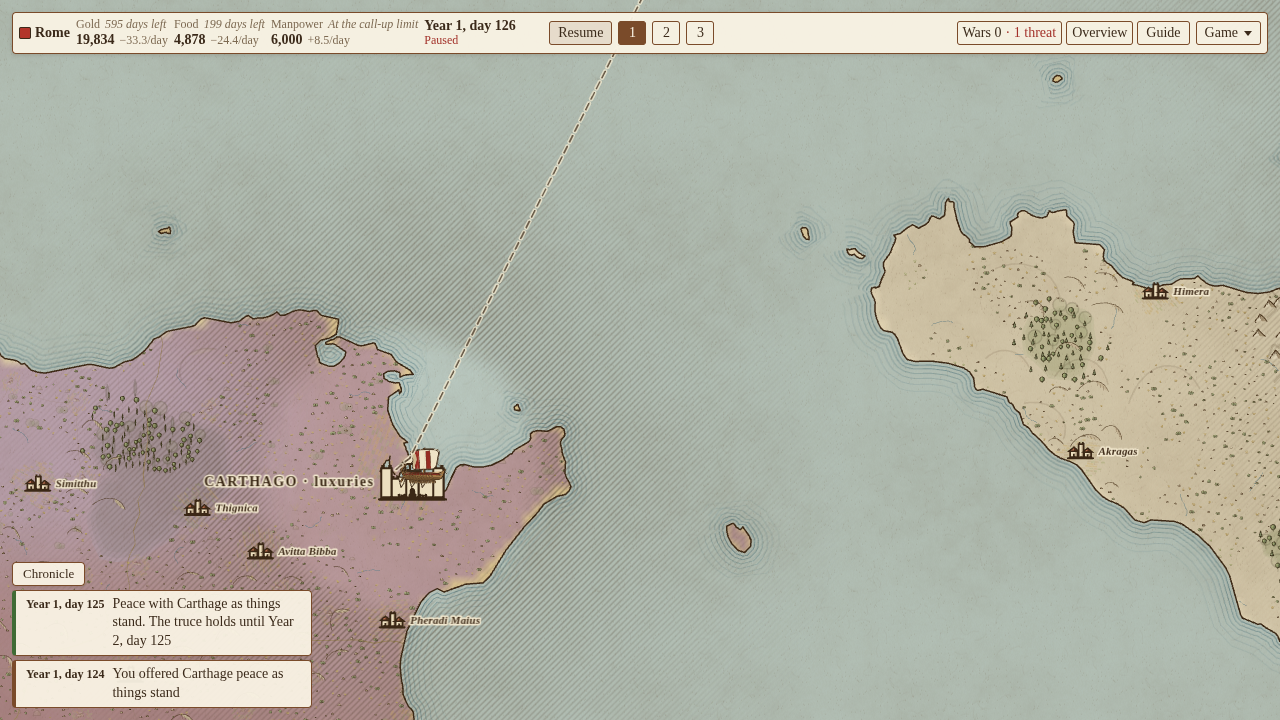 Rome
Gold 595 days left
19,834 −33.3/day
Food 199 days left
4,878 −24.4/day
Manpower At the call-up limit
6,000 +8.5/day
Year 1, day 126
Paused
Resume
1
2
3
Wars 0 · 1 threat
Overview
Guide
Game
Himera
Akragas
CARTHAGO · luxuries
Simitthu
Thignica
Avitta Bibba
Pheradi Maius
Chronicle
Year 1, day 125 Peace with Carthage as things
stand. The truce holds until Year
2, day 125
Year 1, day 124 You offered Carthage peace as
things stand